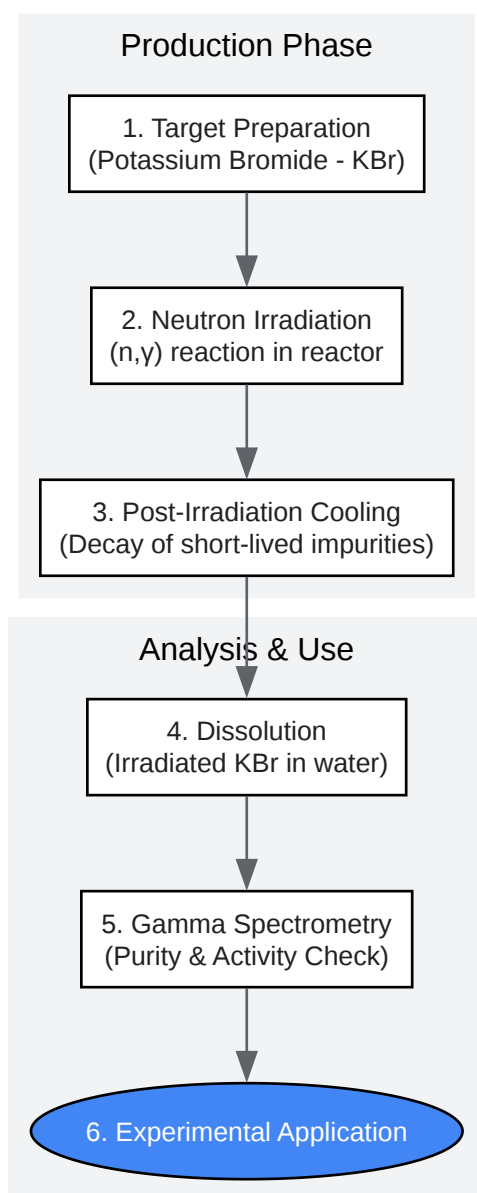 Production Phase
1. Target Preparation
(Potassium Bromide - KBr)
2. Neutron Irradiation
(n,γ) reaction in reactor
3. Post-Irradiation Cooling
(Decay of short-lived impurities)
Analysis & Use
4. Dissolution
(Irradiated KBr in water)
5. Gamma Spectrometry
(Purity & Activity Check)
6. Experimental Application